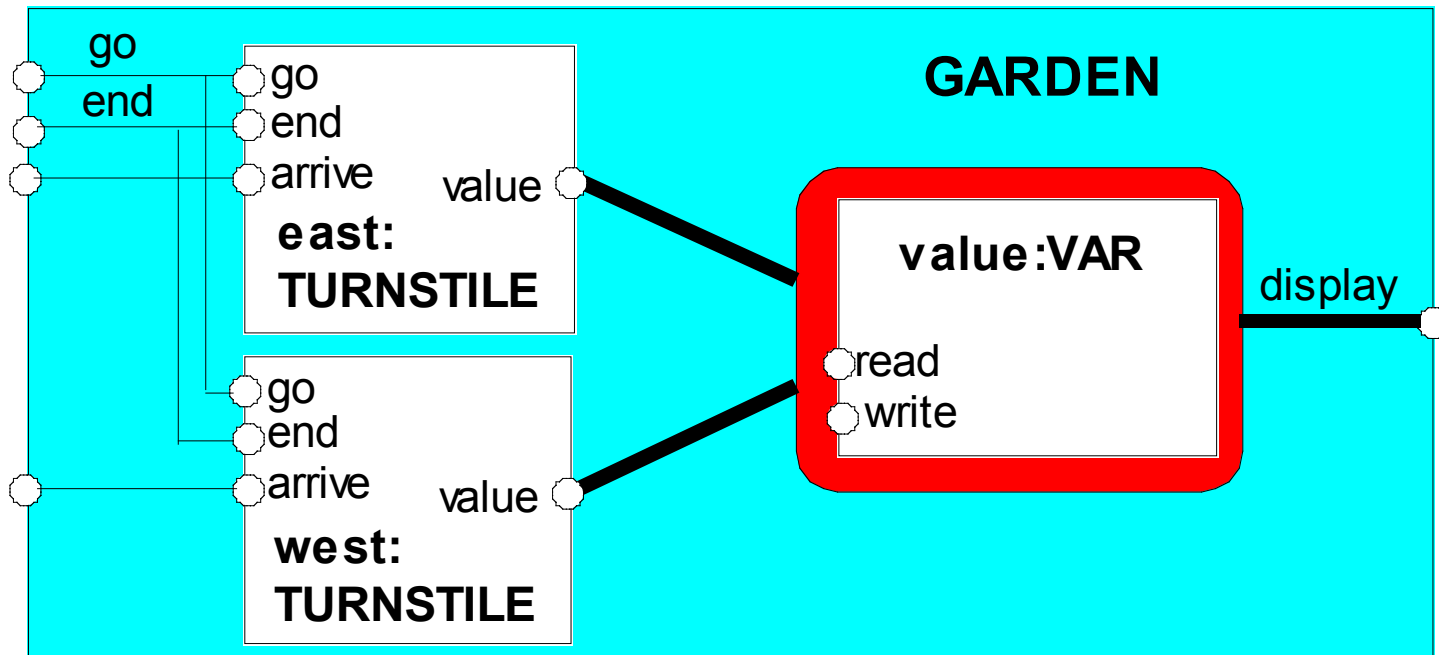 go
end
GARDEN
go
end
arrive
value
east:
TURNSTILE
value:VAR
read
write
display
go
end
arrive
value
west:
TURNSTILE